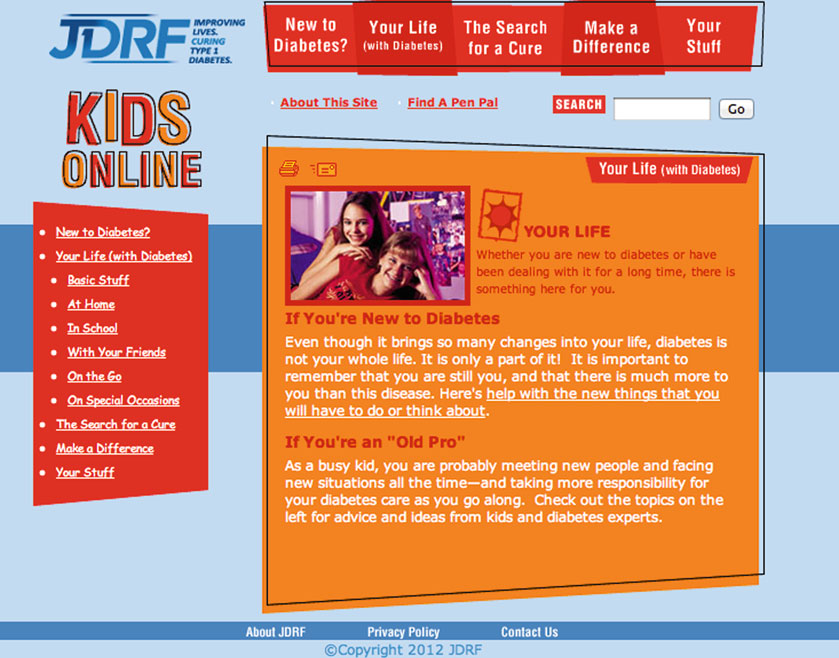 JDRF IMPROVING
LIVES.
CURING
TYPE 1
DIABETES.
New to
Diabetes?
Your Life
(with Diabetes)
The Search
for a Cure
Make a
Difference
Your
Stuff
About This Site
Find A Pen Pal
SEARCH
Go
KIDS
ONLINE
New to Diabetes?
Your Life (with Diabetes)
Basic Stuff
At Home
In School
With Your Friends
On the Go
On Special Occasions
The Search for a Cure
Make a Difference
Your Stuff
Your Life (with Diabetes)
YOUR LIFE
Whether you are new to diabetes or have
been dealing with it for a long time, there is
something here for you.
If You're New to Diabetes
Even though it brings so many changes into your life, diabetes is
not your whole life. It is only a part of it!  It is important to
remember that you are still you, and that there is much more to
you than this disease. Here's help with the new things that you
will have to do or think about.
If You're an "Old Pro"
As a busy kid, you are probably meeting new people and facing
new situations all the time—and taking more responsibility for
your diabetes care as you go along.  Check out the topics on the
left for advice and ideas from kids and diabetes experts.
About JDRF
Privacy Policy
Contact Us
©Copyright 2012 JDRF